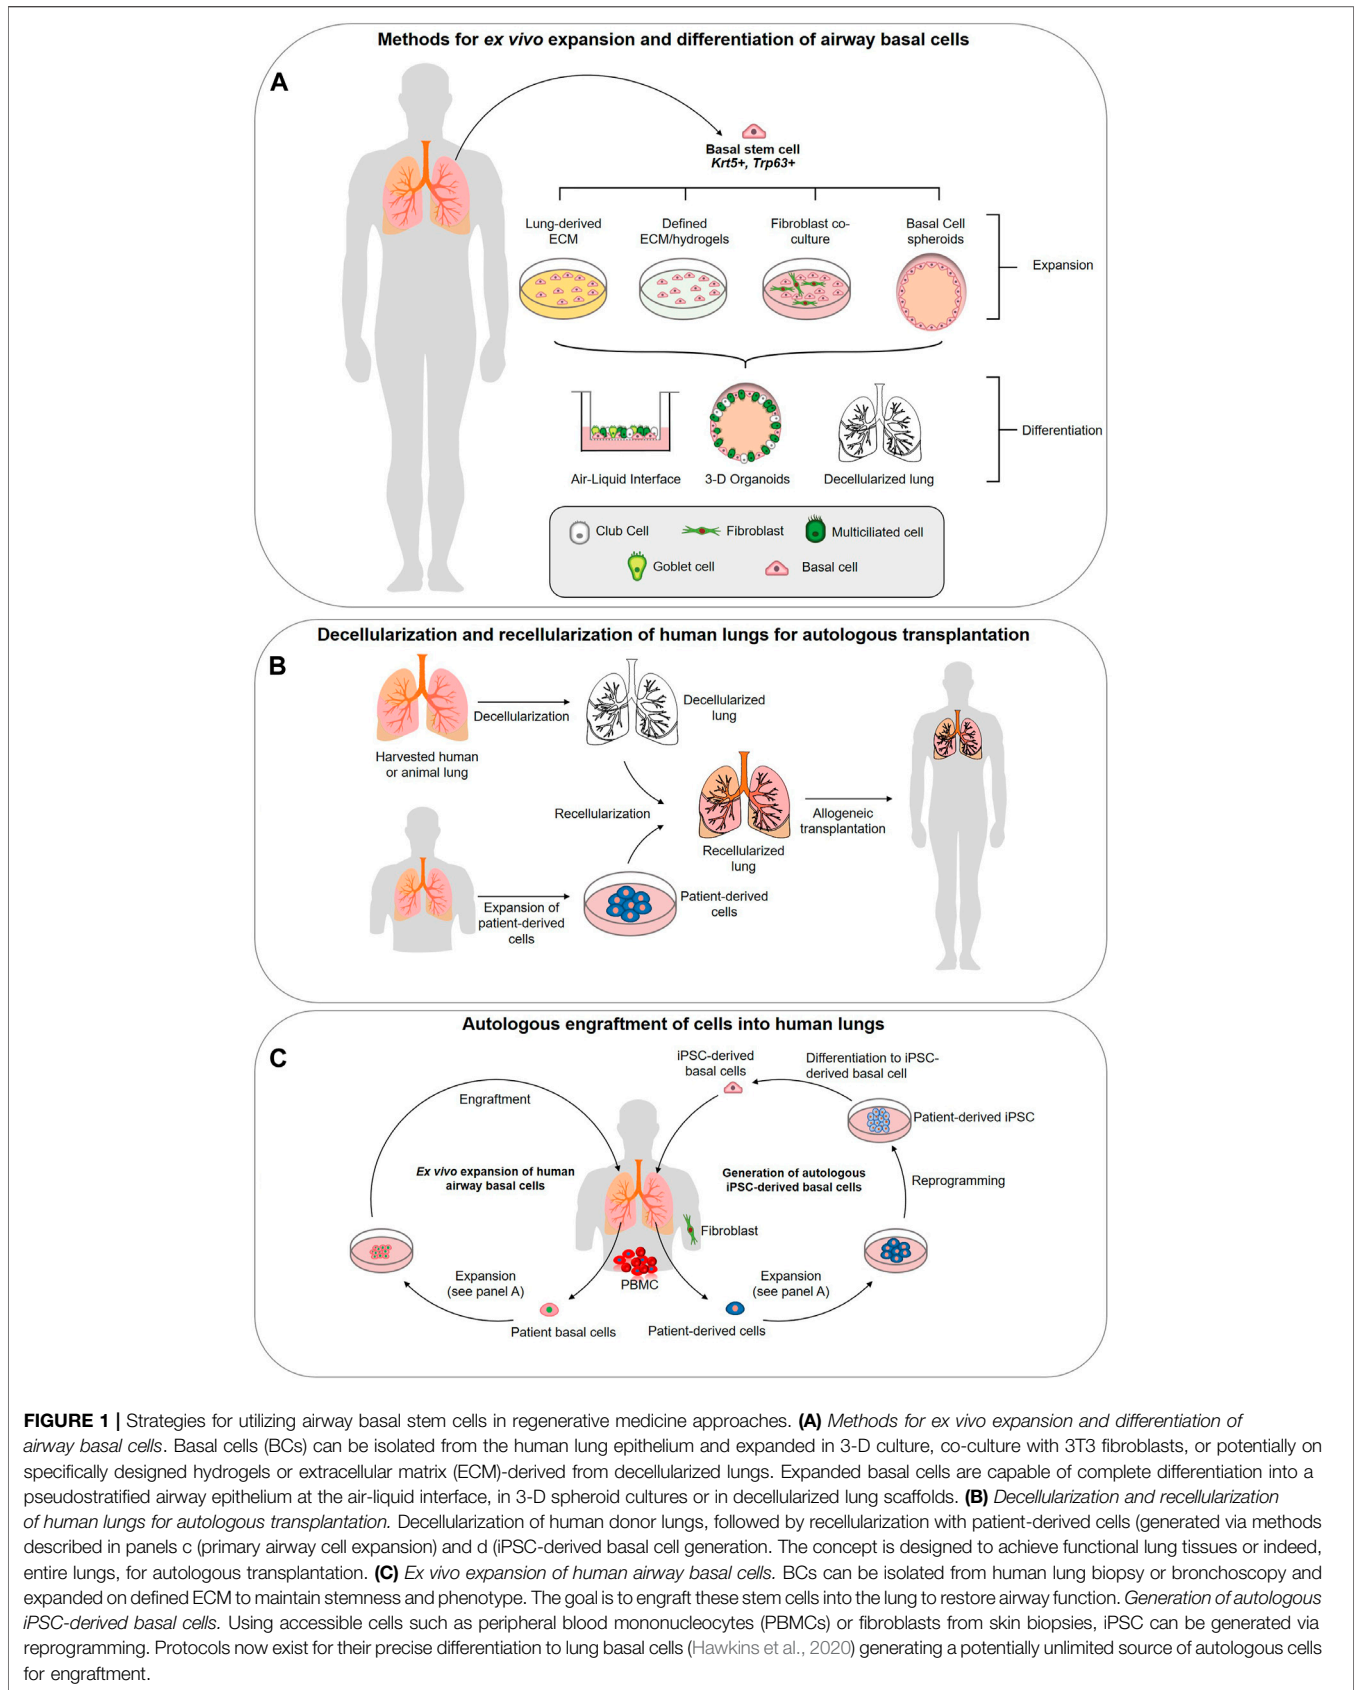 Methods for ex vivo expansion and differentiation of airway basal cells
A
Basal stem cell
Krt5+, Trp63+
Lung-derived
ECM
Defined
ECM/hydrogels
Fibroblast co-
culture
Basal Cell
spheroids
Expansion
Air-Liquid Interface
3-D Organoids
Decellularized lung
Differentiation
Club Cell
Fibroblast
Multiciliated cell
Goblet cell
Basal cell
Decellularization and recellularization of human lungs for autologous transplantation
B
Harvested human
or animal lung
Decellularization
Decellularized
lung
Recellularization
Recellularized
lung
Allogeneic
transplantation
Expansion of
patient-derived
cells
Patient-derived
cells
Autologous engraftment of cells into human lungs
C
Engraftment
Ex vivo expansion of human
airway basal cells
Expansion
(see panel A)
Patient basal cells
PBMC
Fibroblast
iPSC-derived
basal cells
Differentiation to iPSC-
derived basal cell
Patient-derived iPSC
Generation of autologous
iPSC-derived basal cells
Reprogramming
Expansion
(see panel A)
Patient-derived cells
FIGURE 1 | Strategies for utilizing airway basal stem cells in regenerative medicine approaches. (A) Methods for ex vivo expansion and differentiation of
airway basal cells. Basal cells (BCs) can be isolated from the human lung epithelium and expanded in 3-D culture, co-culture with 3T3 fibroblasts, or potentially on
specifically designed hydrogels or extracellular matrix (ECM)-derived from decellularized lungs. Expanded basal cells are capable of complete differentiation into a
pseudostratified airway epithelium at the air-liquid interface, in 3-D spheroid cultures or in decellularized lung scaffolds. (B) Decellularization and recellularization
of human lungs for autologous transplantation. Decellularization of human donor lungs, followed by recellularization with patient-derived cells (generated via methods
described in panels c (primary airway cell expansion) and d (iPSC-derived basal cell generation. The concept is designed to achieve functional lung tissues or indeed,
entire lungs, for autologous transplantation. (C) Ex vivo expansion of human airway basal cells. BCs can be isolated from human lung biopsy or bronchoscopy and
expanded on defined ECM to maintain stemness and phenotype. The goal is to engraft these stem cells into the lung to restore airway function. Generation of autologous
iPSC-derived basal cells. Using accessible cells such as peripheral blood mononucleocytes (PBMCs) or fibroblasts from skin biopsies, iPSC can be generated via
reprogramming. Protocols now exist for their precise differentiation to lung basal cells (Hawkins et al., 2020) generating a potentially unlimited source of autologous cells
for engraftment.